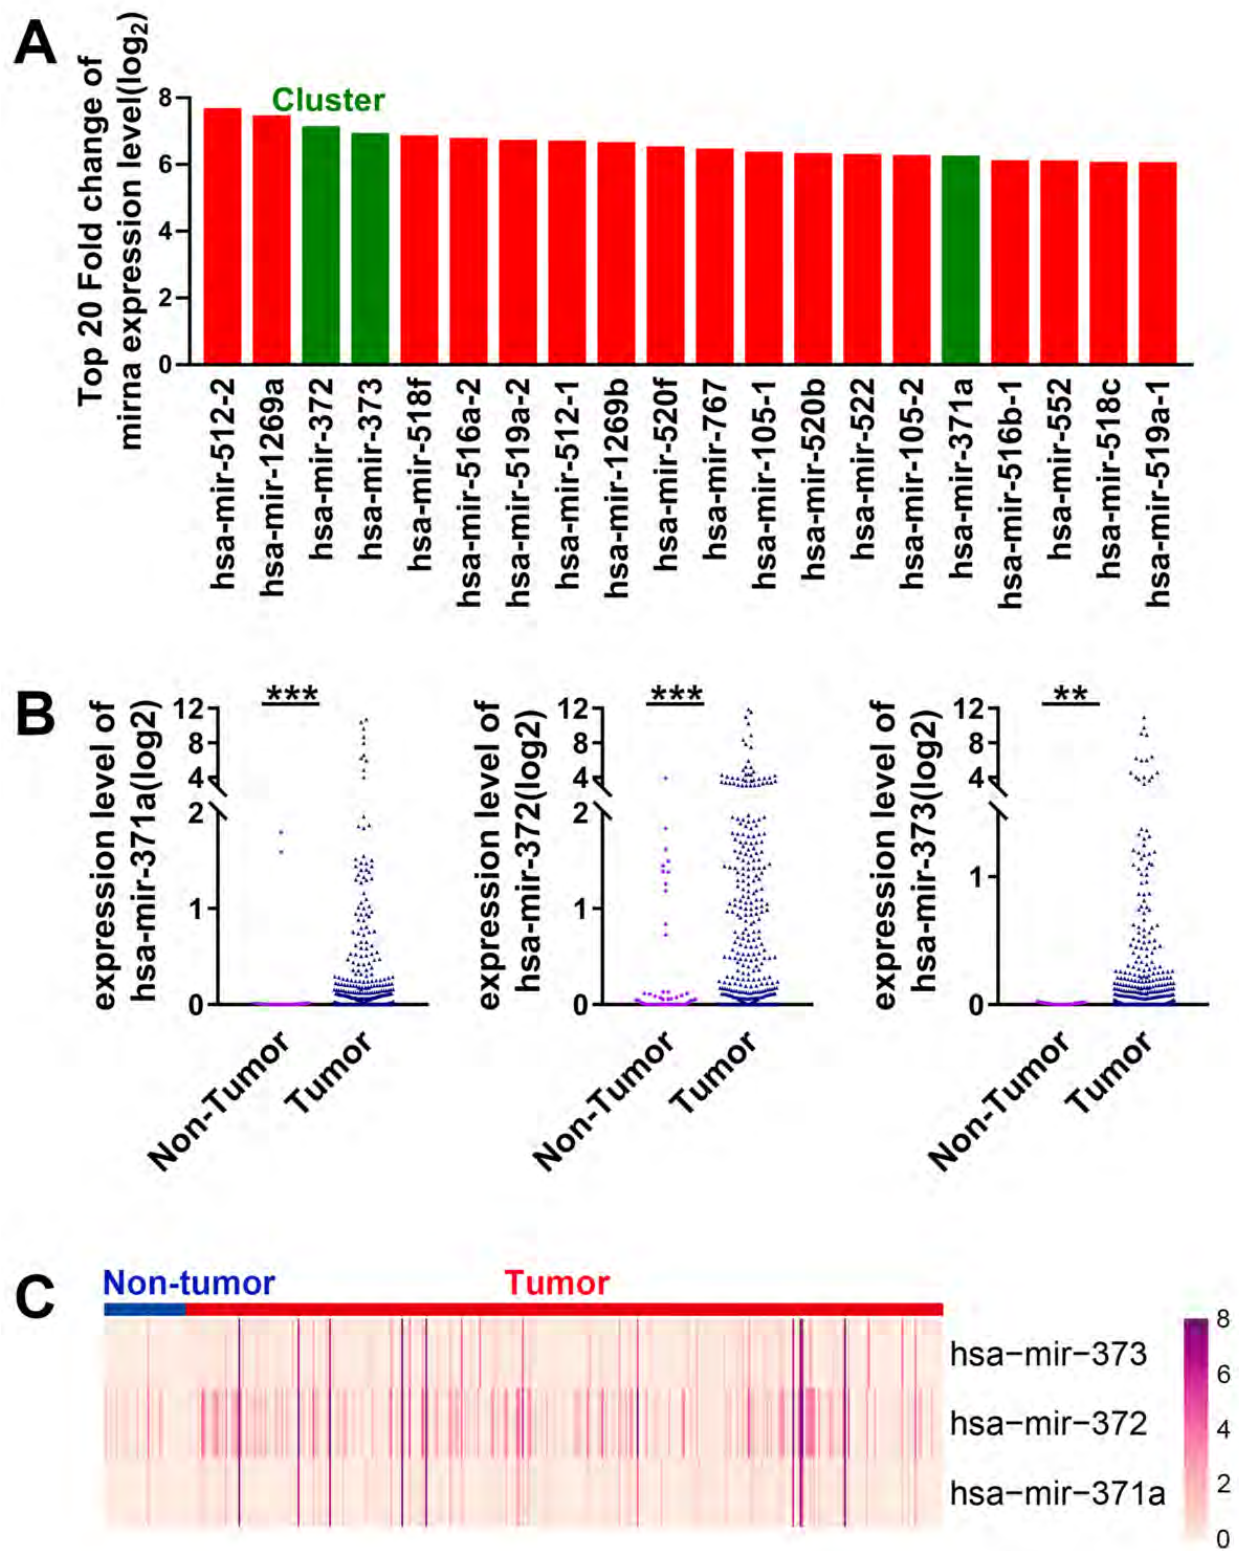 A
Top 20 Fold change of
mirna expression level(log2)
8
6
4
2
0
Cluster
hsa-mir-512-2
hsa-mir-1269a
hsa-mir-372
hsa-mir-373
hsa-mir-518f
hsa-mir-516a-2
hsa-mir-519a-2
hsa-mir-512-1
hsa-mir-1269b
hsa-mir-520f
hsa-mir-767
hsa-mir-105-1
hsa-mir-520b
hsa-mir-522
hsa-mir-105-2
hsa-mir-371a
hsa-mir-516b-1
hsa-mir-552
hsa-mir-518c
hsa-mir-519a-1
B
expression level of
hsa-mir-371a(log2)
12
8
4
2
1
0
***
Non-Tumor
Tumor
expression level of
hsa-mir-372(log2)
12
8
4
2
1
0
***
Non-Tumor
Tumor
expression level of
hsa-mir-373(log2)
12
8
4
1
0
**
Non-Tumor
Tumor
C
Non-tumor
Tumor
hsa−mir−373
hsa−mir−372
hsa−mir−371a
8
6
4
2
0